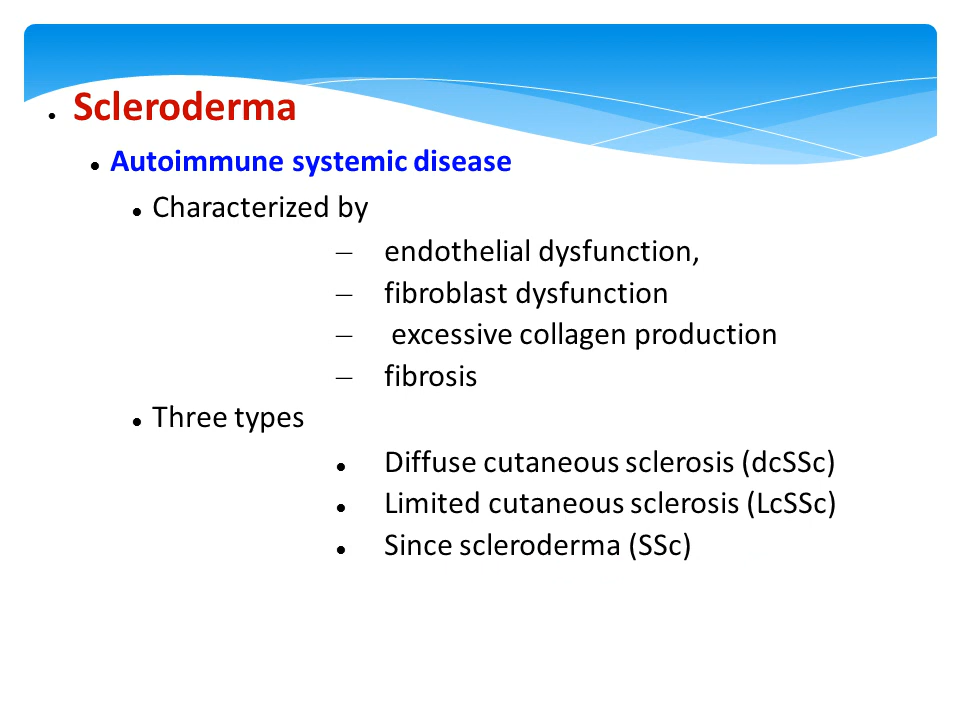 • Scleroderma
• Autoimmune systemic disease
• Characterized by
– endothelial dysfunction,
– fibroblast dysfunction
– excessive collagen production
– fibrosis
• Three types
• Diffuse cutaneous sclerosis (dcSSc)
• Limited cutaneous sclerosis (LcSSc)
• Since scleroderma (SSc)